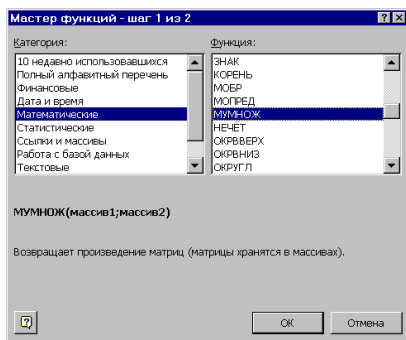 Мастер функций - шаг 1 из 2
Категория:
Функция:
10 недавно использовавшихся
Полный алфавитный перечень
Финансовые
Дата и время
Математические
Статистические
Ссылки и массивы
Работа с базой данных
Текстовые
ЗНАК
КОРЕНЬ
МОБР
МОПРЕД
МУМНОЖ
НЕЧЁТ
ОКРВВЕРХ
ОКРВНИЗ
ОКРУГЛ
МУМНОЖ(массив1;массив2)
Возвращает произведение матриц (матрицы хранятся в массивах).
ОК
Отмена